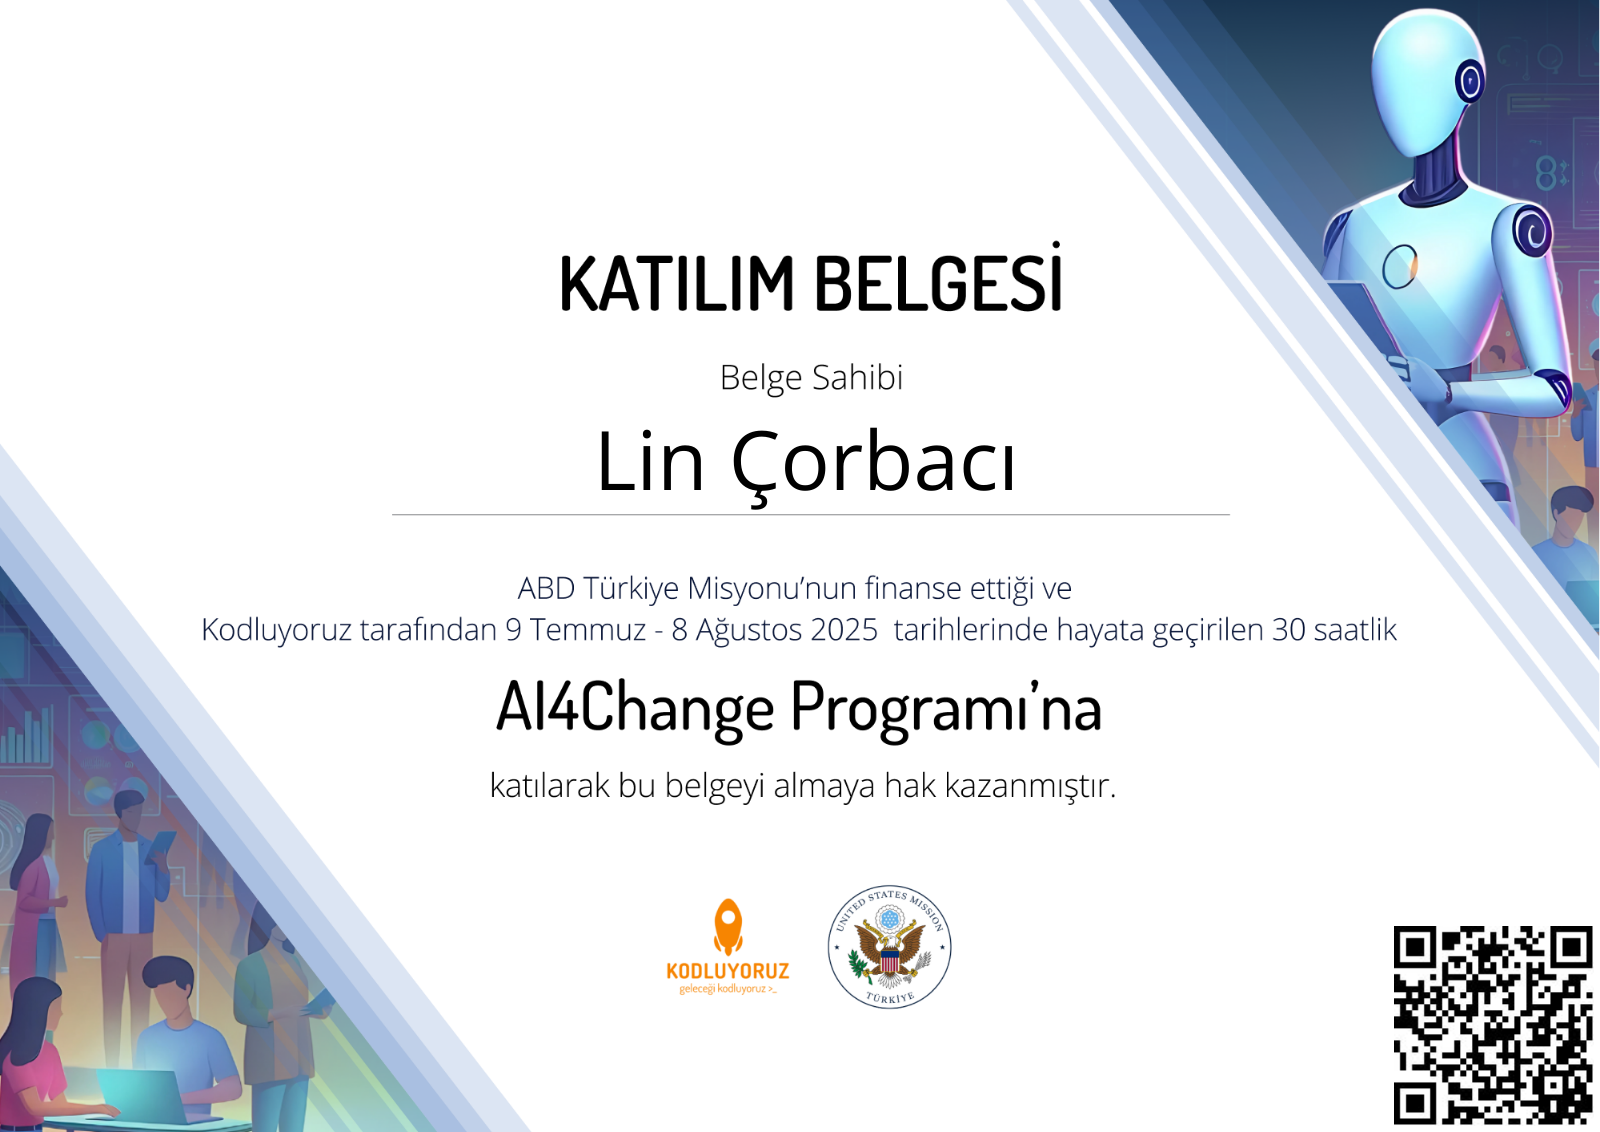 KATILIM BELGESİ
Belge Sahibi
Lin Çorbacı
ABD Türkiye Misyonu’nun finanse ettiği ve
Kodluyoruz tarafından 9 Temmuz - 8 Ağustos 2025 tarihlerinde hayata geçirilen 30 saatlik
AI4Change Programı’na
katılarak bu belgeyi almaya hak kazanmıştır.
KODLUYORUZ
geleceği kodluyoruz >_
UNITED STATES MISSION
TÜRKİYE